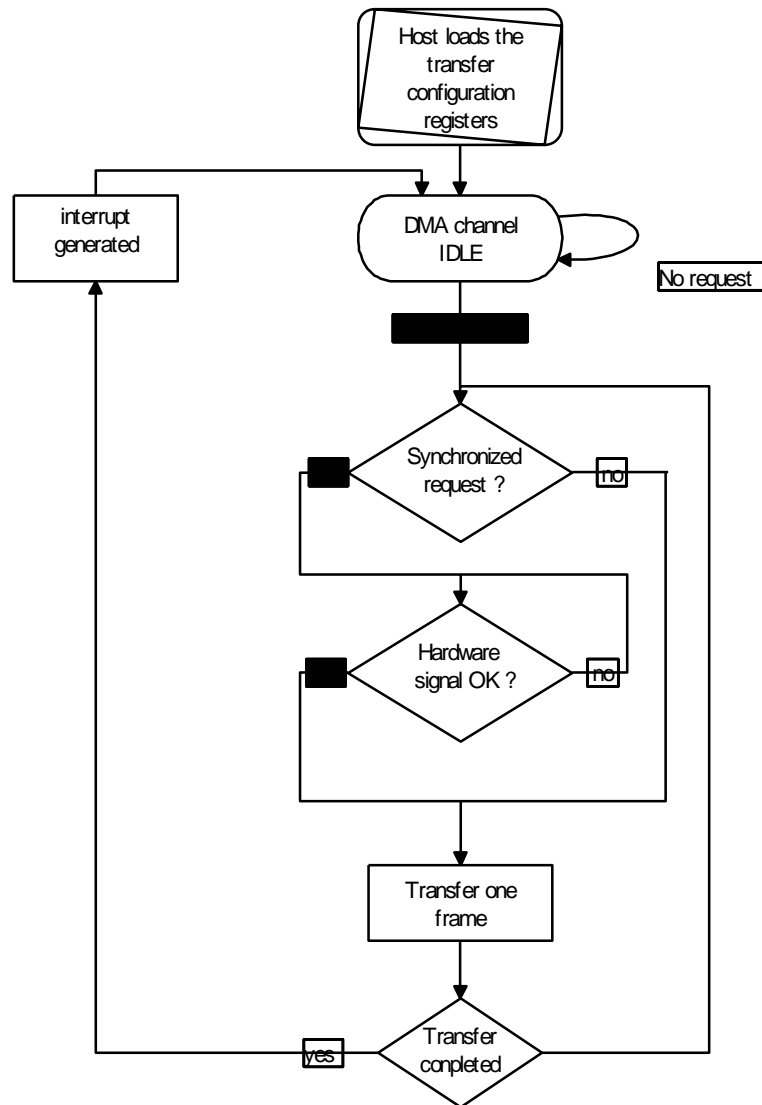 Host loads the
transfer
configuration
registers
interrupt
generated
DMA channel
IDLE
No request
Synchronized
request ?
no
Hardware
signal OK ?
no
Transfer one
frame
Transfer
conpleted
yes